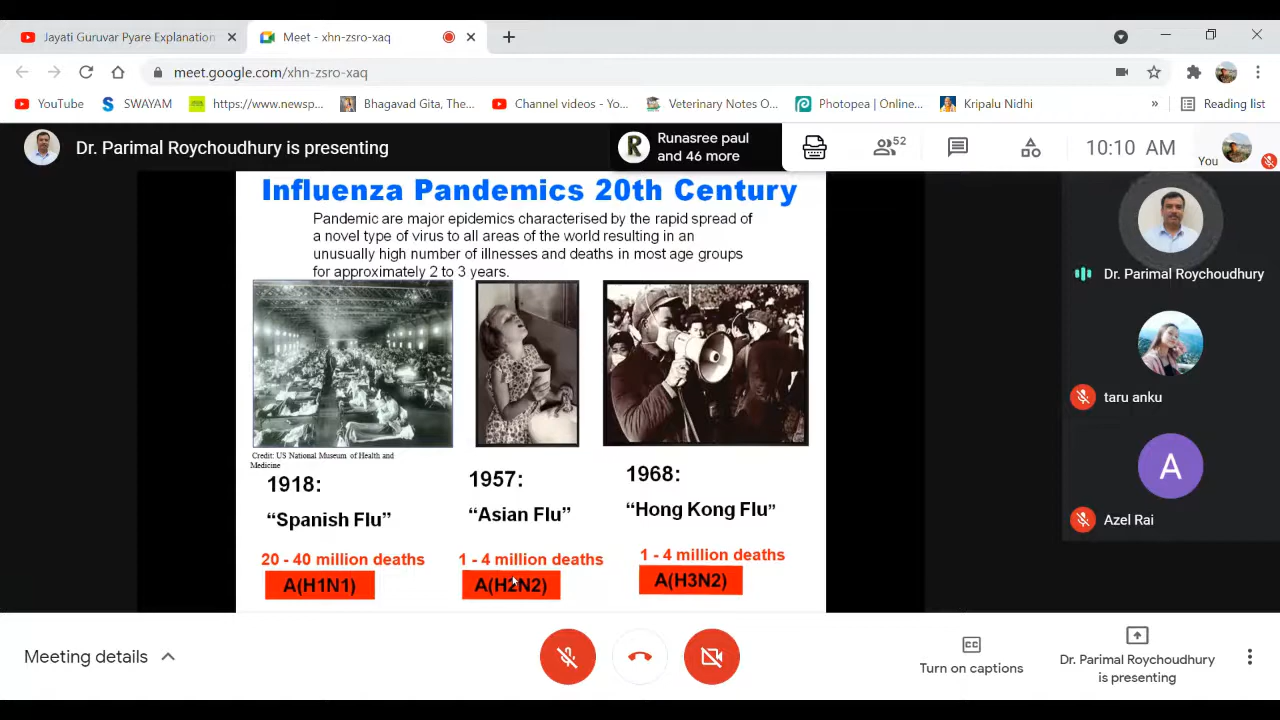 Jayati Guruvar Pyare Explanation
Meet - xhn-zsro-xaq
meet.google.com/xhn-zsro-xaq
YouTube
SWAYAM
https://www.newsp...
Bhagavad Gita, The...
Channel videos - Yo...
Veterinary Notes O...
Photopea | Online...
Kripalu Nidhi
»
Reading list
Dr. Parimal Roychoudhury is presenting
R
Runasree paul
and 46 more
52
10:10 AM
You
Influenza Pandemics 20th Century
Pandemic are major epidemics characterised by the rapid spread of
a novel type of virus to all areas of the world resulting in an
unusually high number of illnesses and deaths in most age groups
for approximately 2 to 3 years.
Credit: US National Museum of Health and
Medicine
1918:
1957:
1968:
“Spanish Flu”
“Asian Flu”
“Hong Kong Flu”
20 - 40 million deaths
1 - 4 million deaths
1 - 4 million deaths
A(H1N1)
A(H2N2)
A(H3N2)
Dr. Parimal Roychoudhury
taru anku
A
Azel Rai
Meeting details
CC
Turn on captions
Dr. Parimal Roychoudhury
is presenting